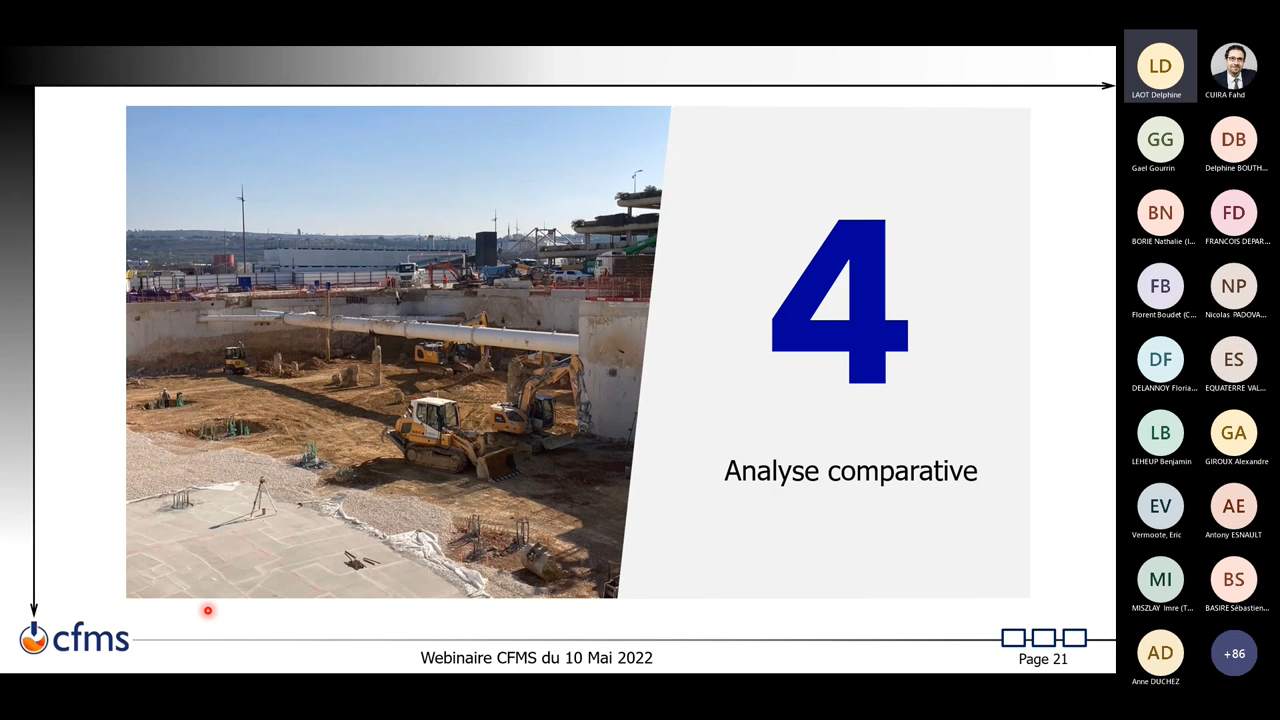 4
Analyse comparative
cfms
Webinaire CFMS du 10 Mai 2022
Page 21
LD
LAOT Delphine
CUIRA Fahd
GG
Gael Gourrin
DB
Delphine BOUTH...
BN
BORIE Nathalie (I...
FD
FRANCOIS DEPAR...
FB
Florent Boudet (C...
NP
Nicolas PADOVA...
DF
DELANNOY Floria...
ES
EQUATERRE VAL...
LB
LEHEUP Benjamin
GA
GIROUX Alexandre
EV
Vermoote, Eric
AE
Antony ESNAULT
MI
MISZLAY Imre (T...
BS
BASIRE Sébastien...
AD
Anne DUCHEZ
+86